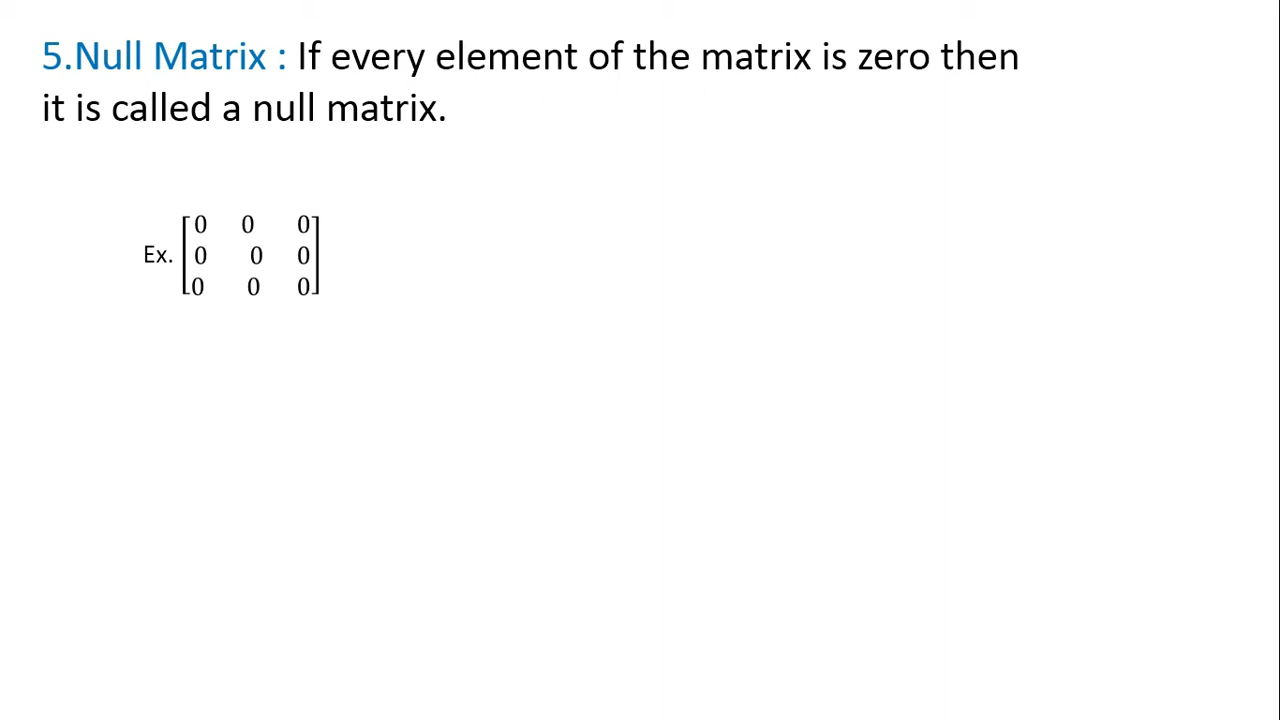 5.Null Matrix : If every element of the matrix is zero then
it is called a null matrix.
0 0 0
Ex. 0 0 0
0 0 0